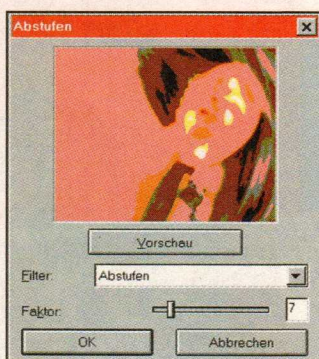 Abstufen
Vorschau
Filter: Abstufen
Faktor: 7
OK Abbrechen